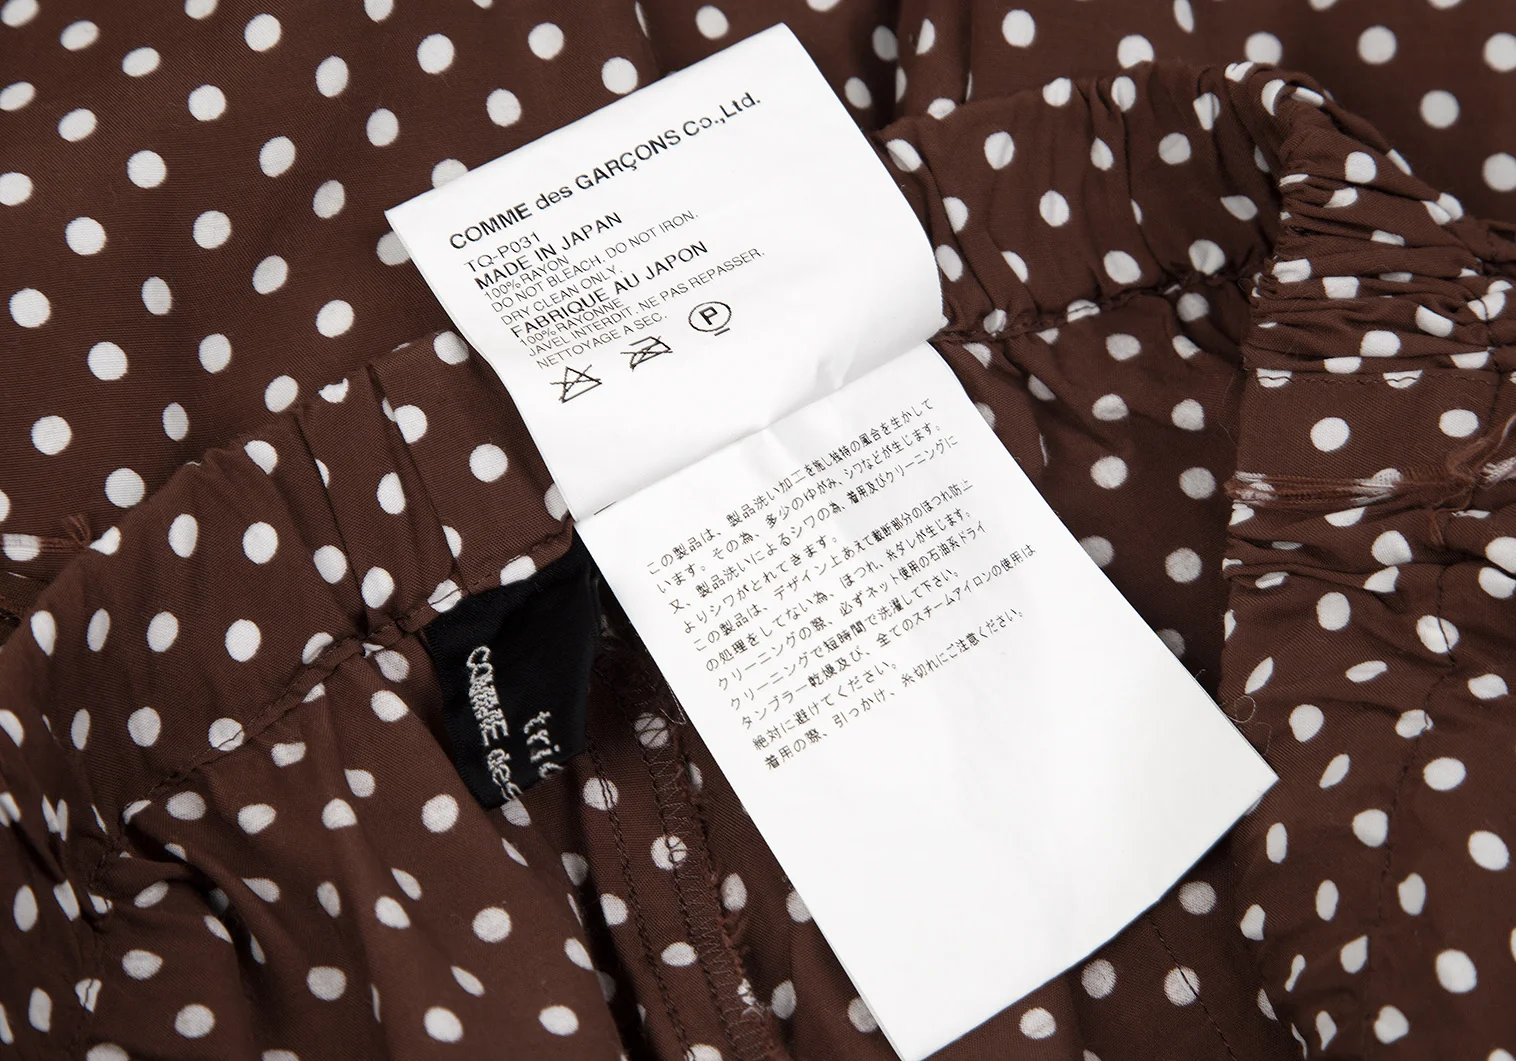 COMME des GARÇONS Co.,Ltd.
TQ-P031
MADE IN JAPAN
100% RAYON
DO NOT BLEACH. DO NOT IRON.
DRY CLEAN ONLY.
FABRIQUE AU JAPON
100% RAYONNE
JAVEL INTERDIT. NE PAS REPASSER.
NETTOYAGE A SEC.
P
この製品は、製品洗い加工を施し独特の風合を生かして
います。 その為、多少のゆがみ、シワなどが生じます。
又、製品洗いによるシワの為、着用及びクリーニングに
よりシワがとれてきます。
この製品は、デザイン上あえて裁断部分のほつれ防止
の処理をしてない為、ほつれ、糸ダレが生じます。
クリーニングの際、必ずネット使用の石油系ドライ
クリーニングで短時間で洗濯して下さい。
タンブラー乾燥及び、全てのスチームアイロンの使用は
絶対に避けてください。
着用の際、引っかけ、糸切れにご注意ください。
COMME des
tric